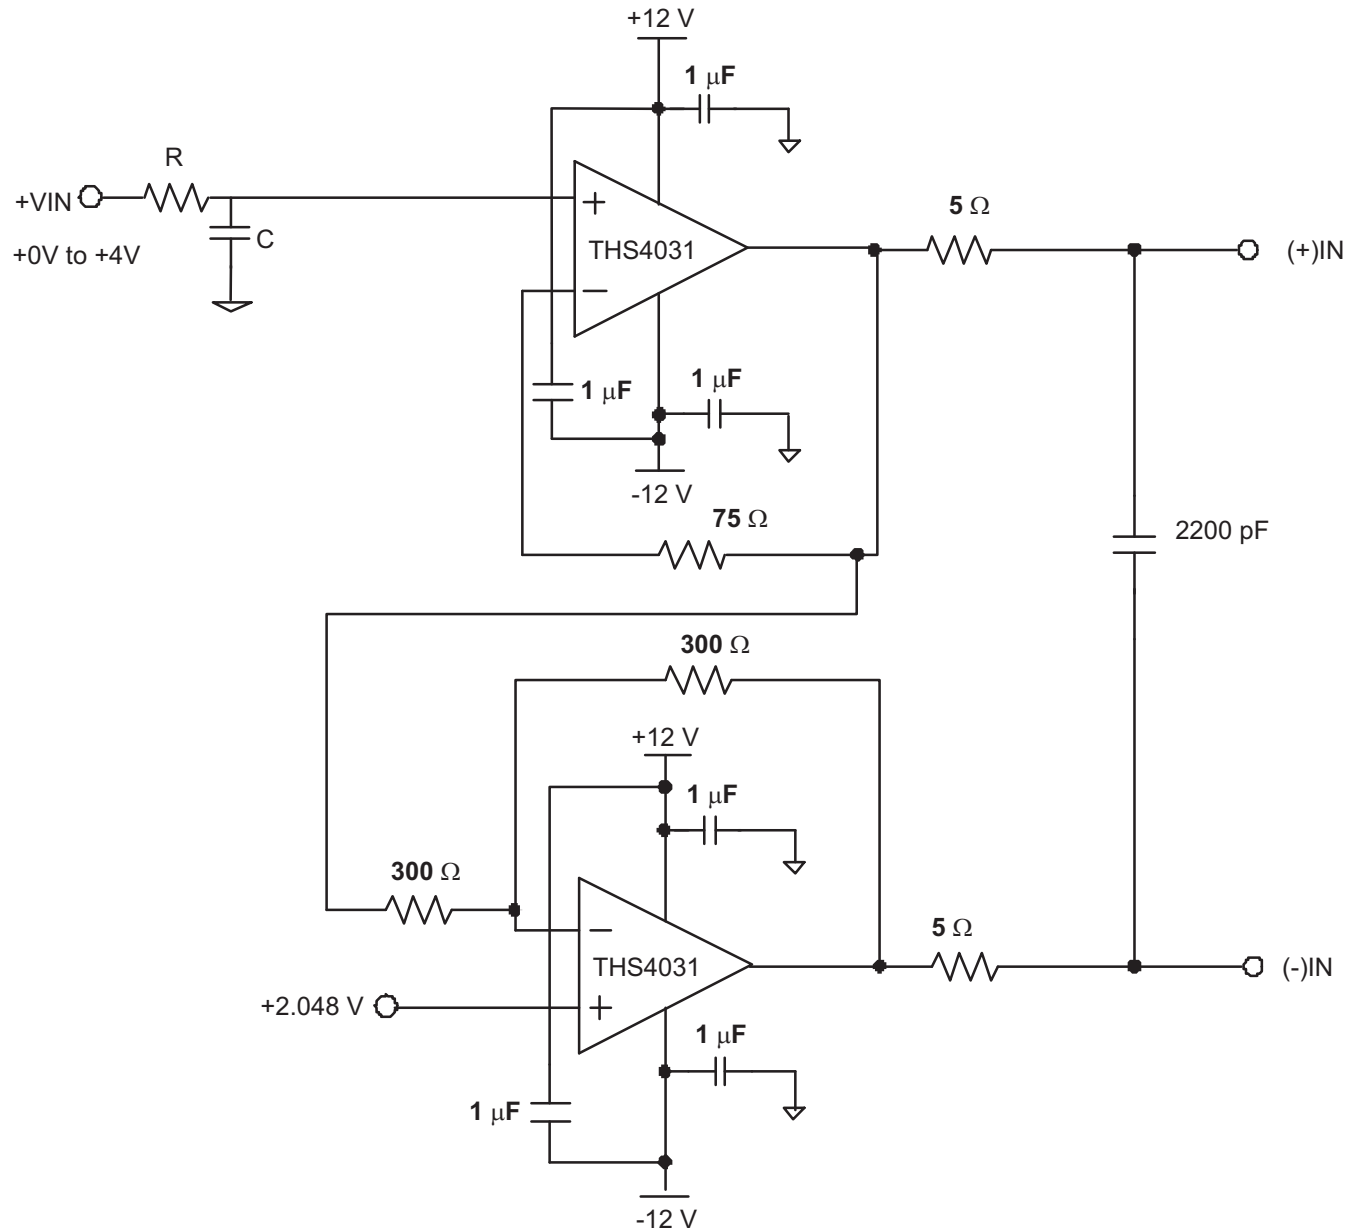 +12 V
1 μF
R
+VIN
5 Ω
+
(+)IN
C
THS4031
+0V to +4V
−
1 μF
1 μF
-12 V
75 Ω
2200 pF
300 Ω
+12 V
1 μF
300 Ω
−
5 Ω
THS4031
(-)IN
+2.048 V
+
1 μF
1 μF
-12 V